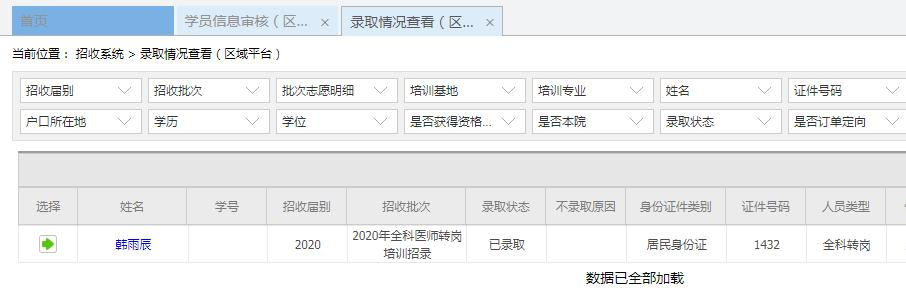 首页 学员信息审核（区... × 录取情况查看（区域平台） ×
当前位置： 招收系统 > 录取情况查看（区域平台）
招收届别 招收批次 批次志愿明细 培训基地 培训专业 姓名 证件号码
户口所在地 学历 学位 是否获得资格... 是否本院 录取状态 是否订单定向
选择 姓名 学号 招收届别 招收批次 录取状态 不录取原因 身份证件类别 证件号码 人员类型
韩雨辰 2020 2020年全科医师转岗 已录取 居民身份证 1432 全科转岗
培训招录
数据已全部加载